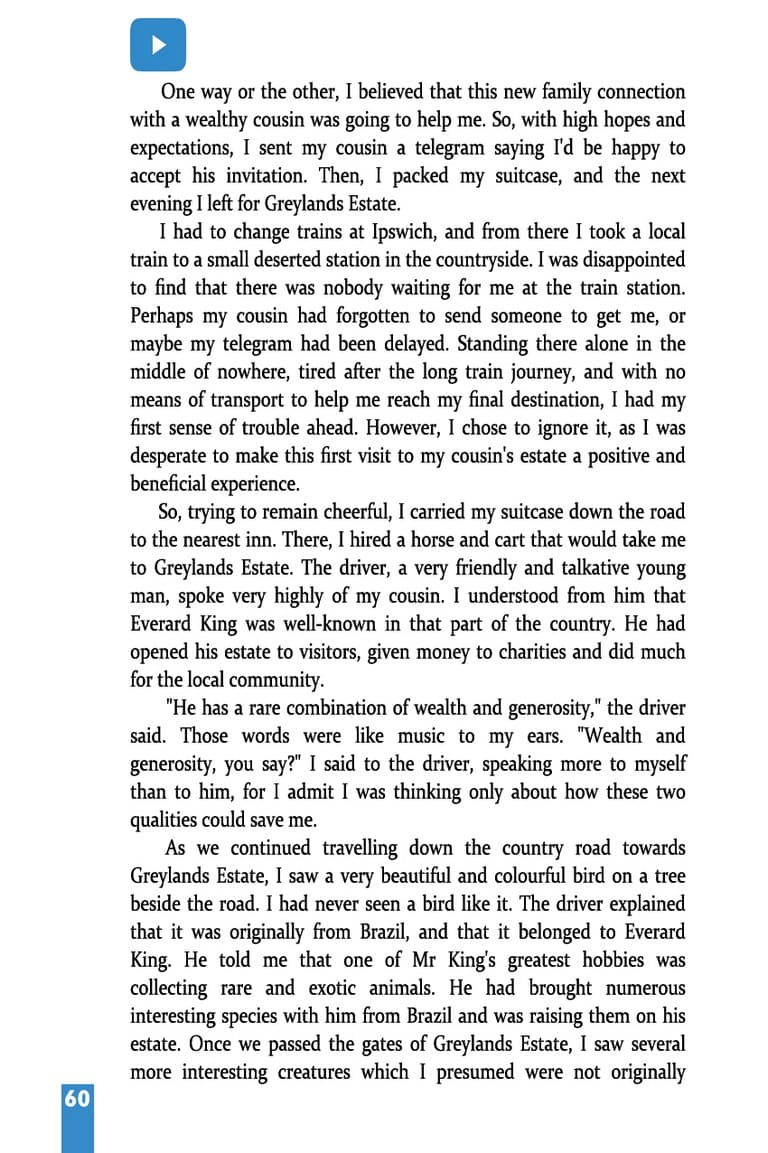 One way or the other, I believed that this new family connection
with a wealthy cousin was going to help me. So, with high hopes and
expectations, I sent my cousin a telegram saying I'd be happy to
accept his invitation. Then, I packed my suitcase, and the next
evening I left for Greylands Estate.
I had to change trains at Ipswich, and from there I took a local
train to a small deserted station in the countryside. I was disappointed
to find that there was nobody waiting for me at the train station.
Perhaps my cousin had forgotten to send someone to get me, or
maybe my telegram had been delayed. Standing there alone in the
middle of nowhere, tired after the long train journey, and with no
means of transport to help me reach my final destination, I had my
first sense of trouble ahead. However, I chose to ignore it, as I was
desperate to make this first visit to my cousin's estate a positive and
beneficial experience.
So, trying to remain cheerful, I carried my suitcase down the road
to the nearest inn. There, I hired a horse and cart that would take me
to Greylands Estate. The driver, a very friendly and talkative young
man, spoke very highly of my cousin. I understood from him that
Everard King was well-known in that part of the country. He had
opened his estate to visitors, given money to charities and did much
for the local community.
"He has a rare combination of wealth and generosity," the driver
said. Those words were like music to my ears. "Wealth and
generosity, you say?" I said to the driver, speaking more to myself
than to him, for I admit I was thinking only about how these two
qualities could save me.
As we continued travelling down the country road towards
Greylands Estate, I saw a very beautiful and colourful bird on a tree
beside the road. I had never seen a bird like it. The driver explained
that it was originally from Brazil, and that it belonged to Everard
King. He told me that one of Mr King's greatest hobbies was
collecting rare and exotic animals. He had brought numerous
interesting species with him from Brazil and was raising them on his
estate. Once we passed the gates of Greylands Estate, I saw several
more interesting creatures which I presumed were not originally
60